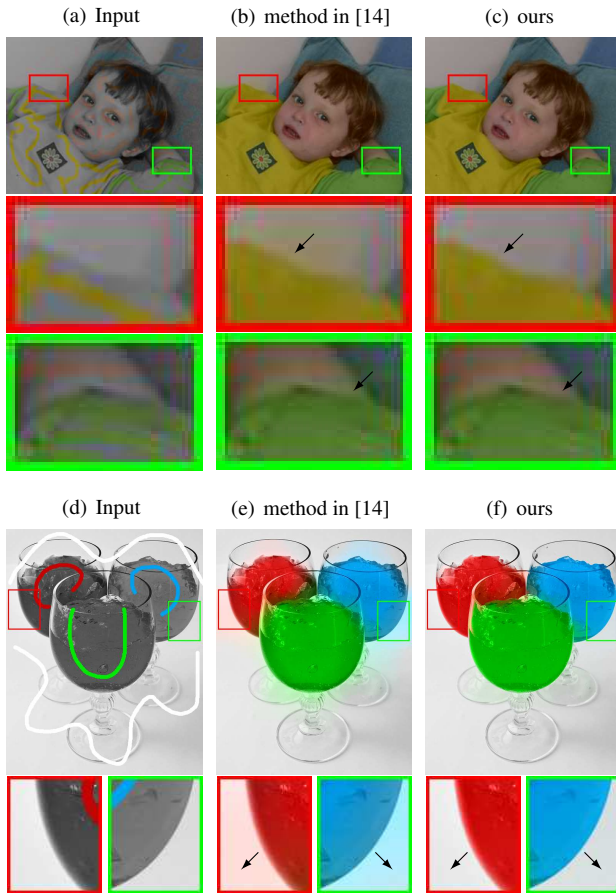 (a) Input (b) method in [14] (c) ours
(d) Input (e) method in [14] (f) ours